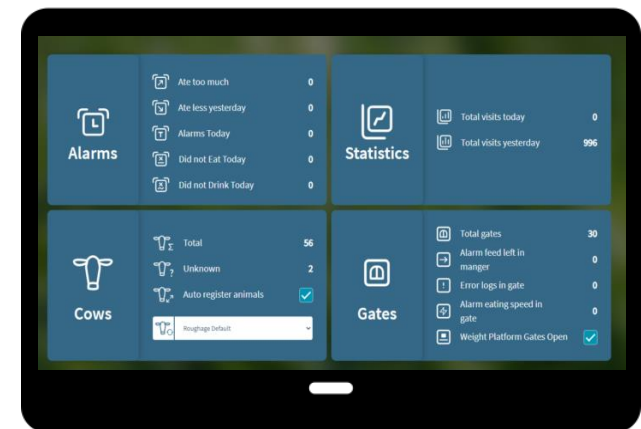 Alarms
Ate too much 0
Ate less yesterday 0
Alarms Today 0
Did not Eat Today 0
Did not Drink Today 0
Statistics
Total visits today 0
Total visits yesterday 996
Cows
Total 56
Unknown 2
Auto register animals
Roughage Default
Gates
Total gates 30
Alarm feed left in
manger 0
Error logs in gate 0
Alarm eating speed in
gate 0
Weight Platform Gates Open